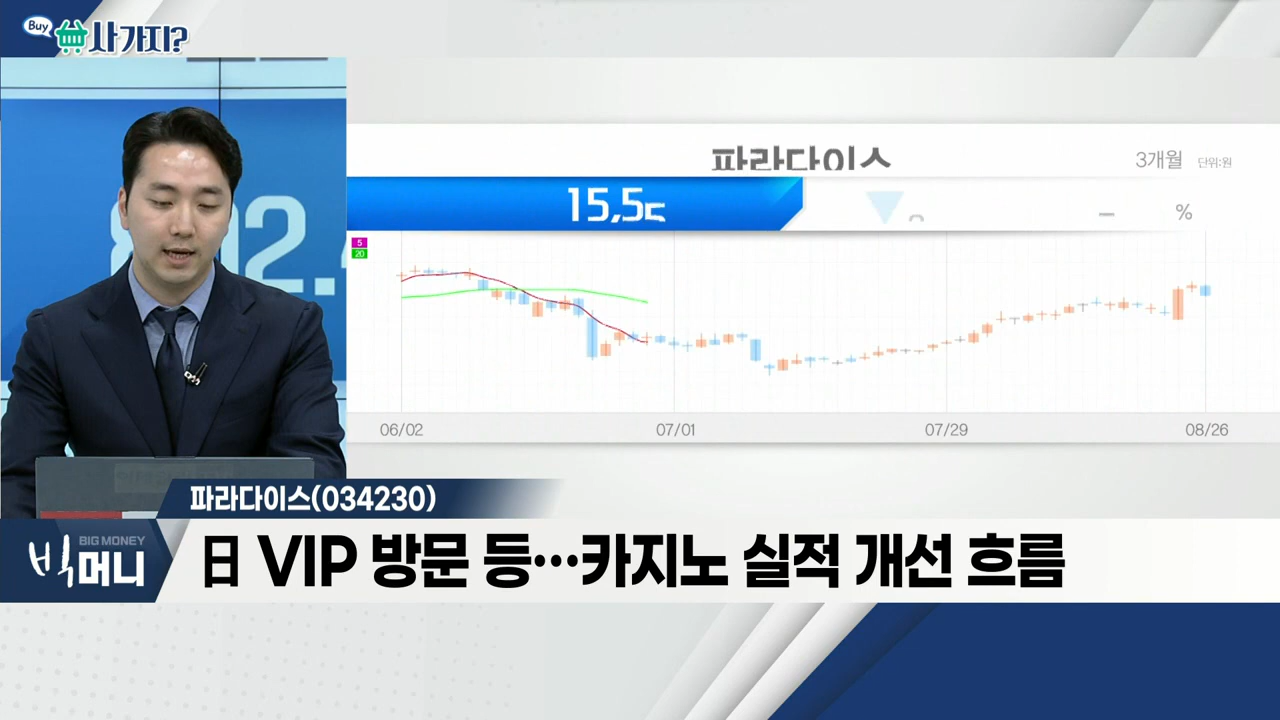 Buy
사가지?
파라다이스
3개월 단위:원
15,5
%
5
20
06/02 07/01 07/29 08/26
파라다이스(034230)
BIG MONEY
빅머니
日 VIP 방문 등…카지노 실적 개선 흐름